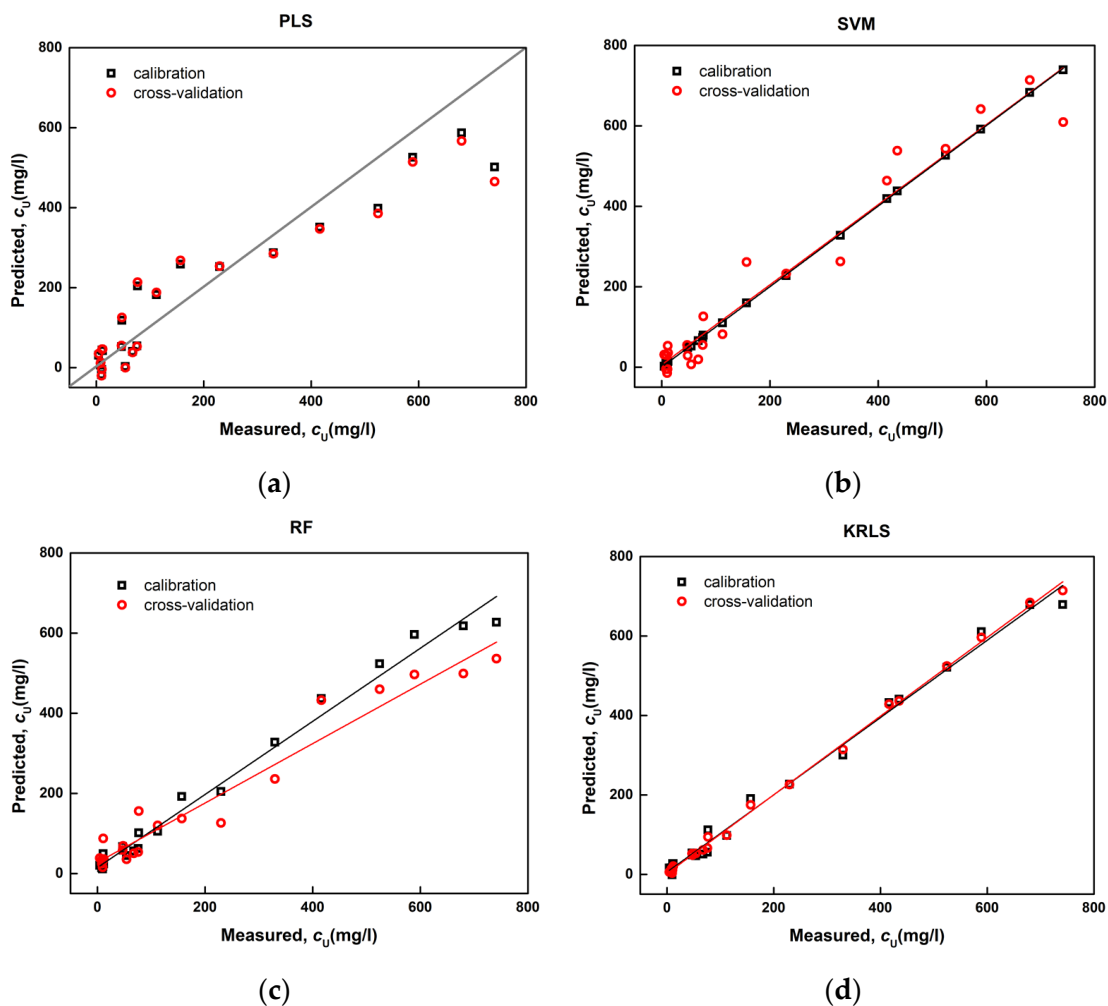 PLS
800
600
400
200
0
0 200 400 600 800
calibration
cross-validation
Predicted, cU(mg/l)
Measured, cU(mg/l)
(a)
SVM
800
600
400
200
0
0 200 400 600 800
calibration
cross-validation
Predicted, cU(mg/l)
Measured, cU(mg/l)
(b)
RF
800
600
400
200
0
0 200 400 600 800
calibration
cross-validation
Predicted, cU(mg/l)
Measured, cU(mg/l)
(c)
KRLS
800
600
400
200
0
0 200 400 600 800
calibration
cross-validation
Predicted, cU(mg/l)
Measured, cU(mg/l)
(d)